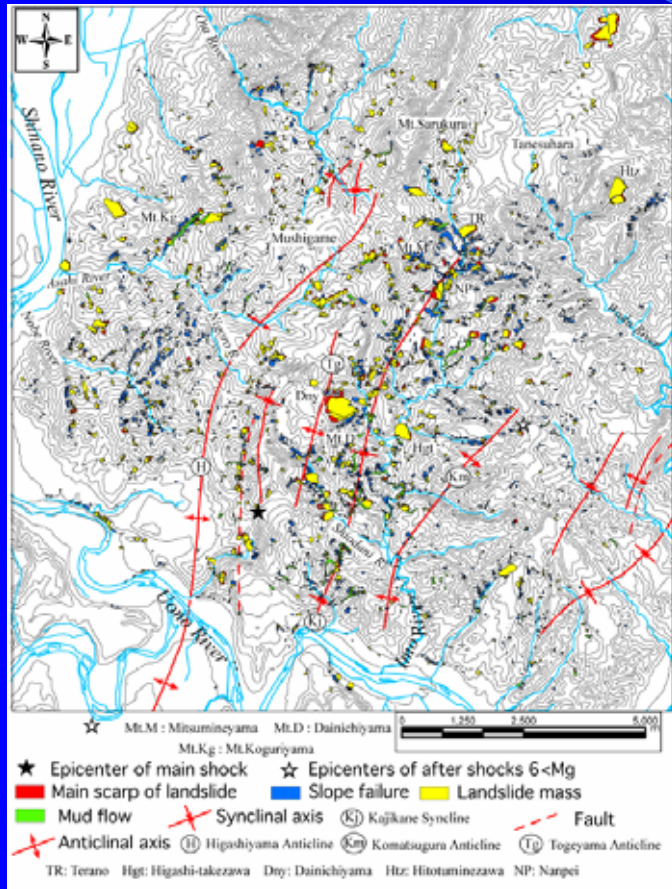 N
W E
S
Shinano River
Mt.Sarukura
Tanesuhara
Htz
Mt.Kg
TR
Mushigame
Mt.M
NP
Asahi River
Tg
Dny
Mt.D
Hgt
H
Km
Uono River
Kj
Mt.M : Mitsumineyama Mt.D : Dainichiyama
Mt.Kg : Mt.Koguriyama
0 1,250 2,500 5,000
m
Epicenter of main shock Epicenters of after shocks 6<Mg
Main scarp of landslide Slope failure Landslide mass
Mud flow Synclinal axis Kj Kajikane Syncline Fault
Anticlinal axis H Higashiyama Anticline Km Komatsugura Anticline Tg Togeyama Anticline
TR: Terano Hgt: Higashi-takezawa Dny: Dainichiyama Htz: Hitotuminezawa NP: Nanpei